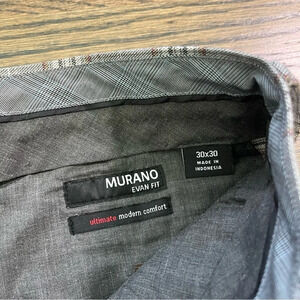 MURANO
EVAN FIT
ultimate modern comfort
30x30
MADE IN
INDONESIA